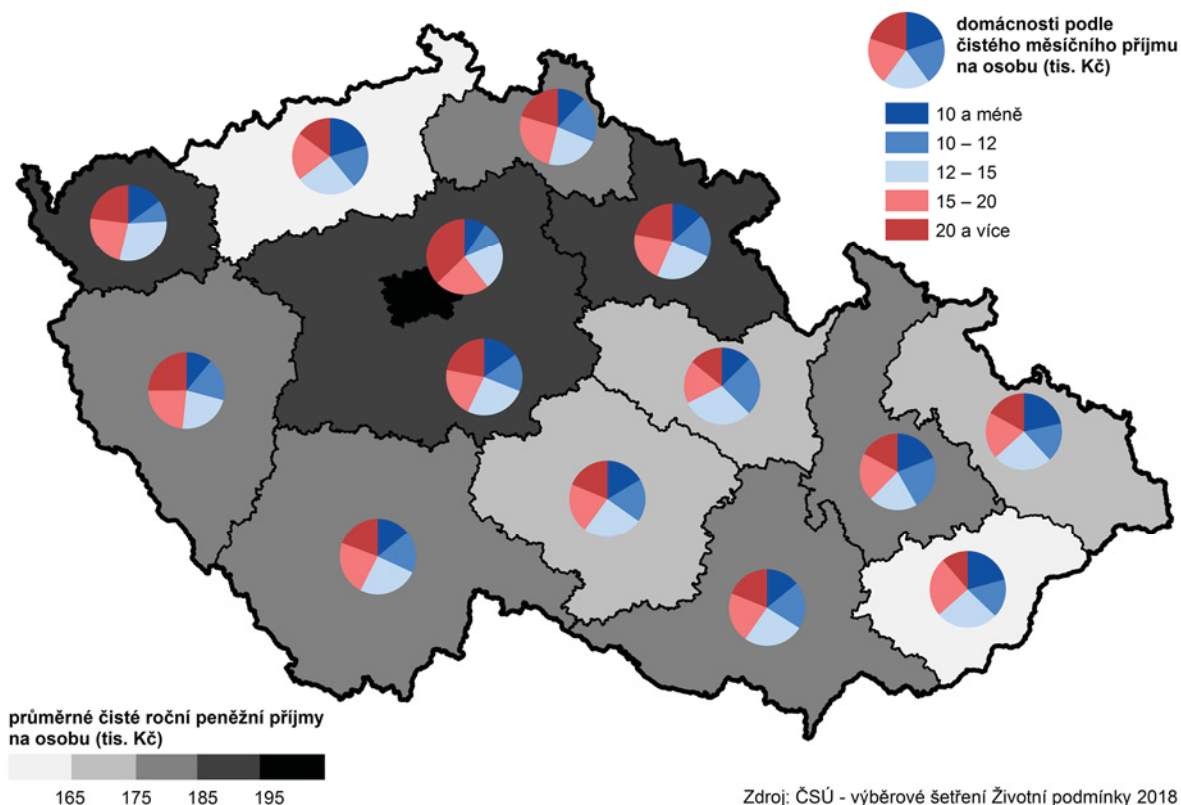 domácnosti podle
čistého měsíčního příjmu
na osobu (tis. Kč)
10 a méně
10 – 12
12 – 15
15 – 20
20 a více
průměrné čisté roční peněžní příjmy
na osobu (tis. Kč)
165 175 185 195
Zdroj: ČSÚ - výběrové šetření Životní podmínky 2018